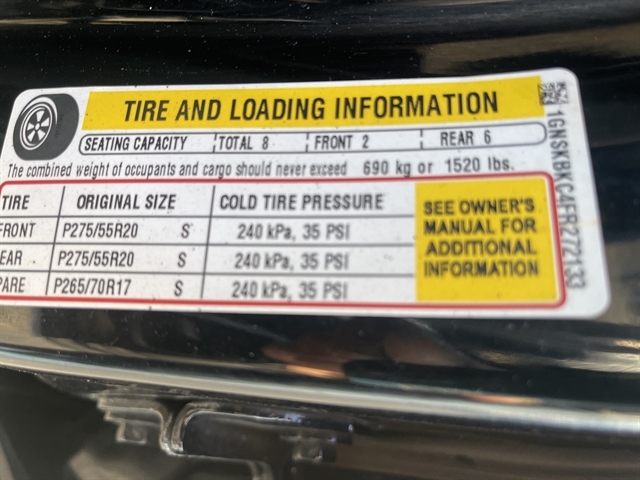 TIRE AND LOADING INFORMATION
SEATING CAPACITY TOTAL 8 FRONT 2 REAR 6
The combined weight of occupants and cargo should never exceed 690 kg or 1520 lbs.
TIRE ORIGINAL SIZE COLD TIRE PRESSURE
FRONT P275/55R20 S 240 kPa, 35 PSI
EAR P275/55R20 S 240 kPa, 35 PSI
PARE P265/70R17 S 240 kPa, 35 PSI
SEE OWNER'S
MANUAL FOR
ADDITIONAL
INFORMATION
1GNSKBKC4FR272133